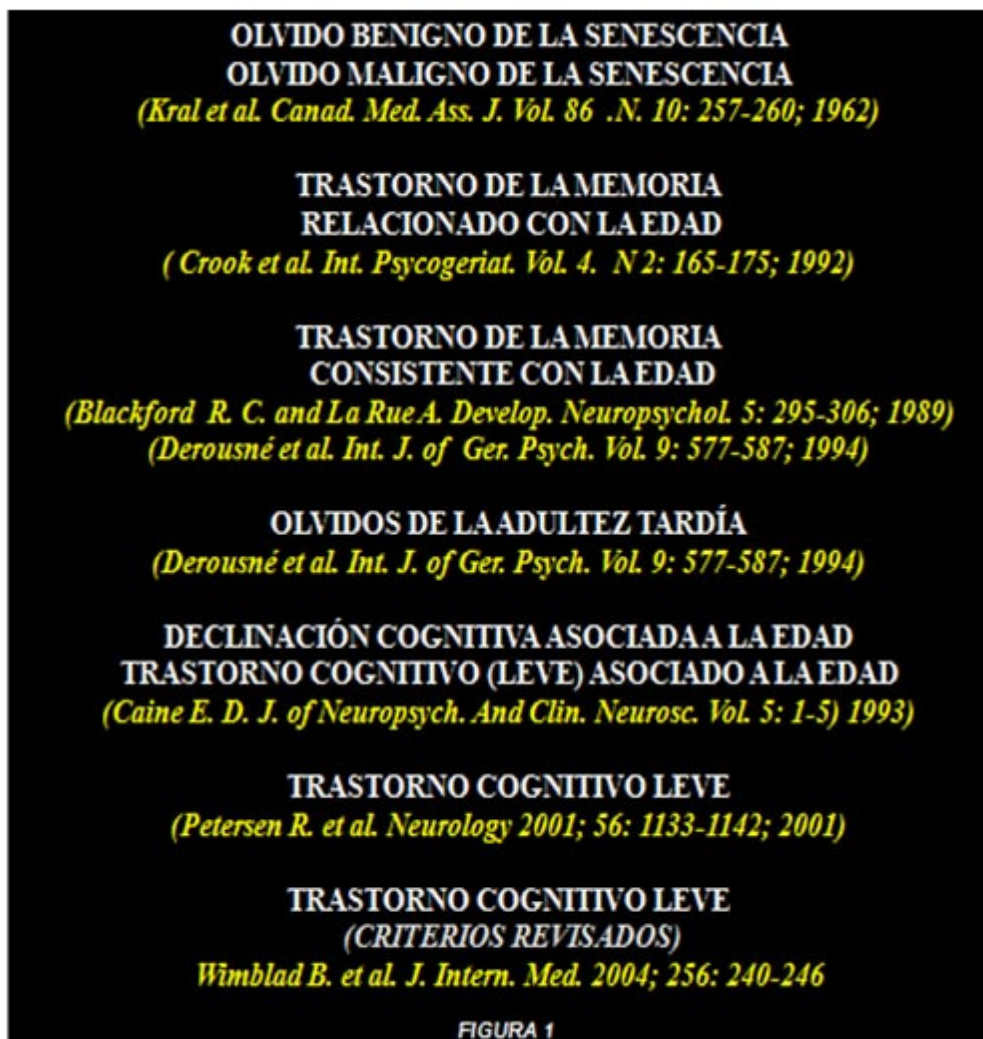 OLVIDO BENIGNO DE LA SENESCENCIA
OLVIDO MALIGNO DE LA SENESCENCIA
(Kral et al. Canad. Med. Ass. J. Vol. 86 .N. 10: 257-260; 1962)
TRASTORNO DE LA MEMORIA
RELACIONADO CON LA EDAD
( Crook et al. Int. Psycogeriat. Vol. 4. N 2: 165-175; 1992)
TRASTORNO DE LA MEMORIA
CONSISTENTE CON LA EDAD
(Blackford R. C. and La Rue A. Develop. Neuropsychol. 5: 295-306; 1989)
(Derousné et al. Int. J. of Ger. Psych. Vol. 9: 577-587; 1994)
OLVIDOS DE LA ADULTEZ TARDÍA
(Derousné et al. Int. J. of Ger. Psych. Vol. 9: 577-587; 1994)
DECLINACIÓN COGNITIVA ASOCIADA A LA EDAD
TRASTORNO COGNITIVO (LEVE) ASOCIADO A LA EDAD
(Caine E. D. J. of Neuropsych. And Clin. Neurosc. Vol. 5: 1-5) 1993)
TRASTORNO COGNITIVO LEVE
(Petersen R. et al. Neurology 2001; 56: 1133-1142; 2001)
TRASTORNO COGNITIVO LEVE
(CRITERIOS REVISADOS)
Wimblad B. et al. J. Intern. Med. 2004; 256: 240-246
FIGURA 1